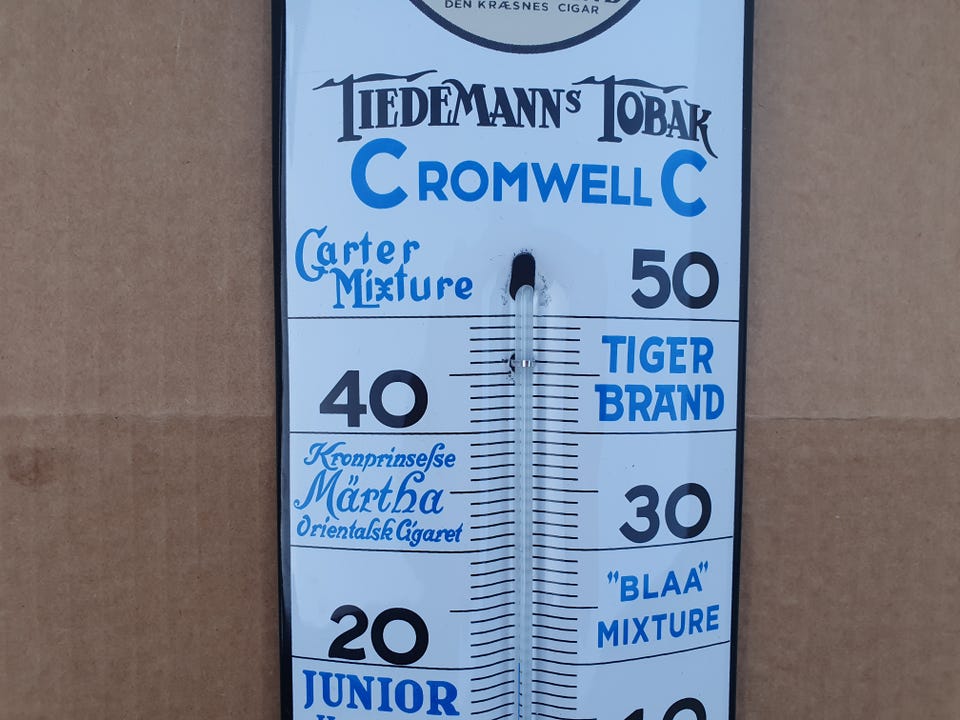 DEN KRÆSNES CIGAR
TIEDEMANNS TOBAK
CROMWELL C
Carter
Mixture
50
TIGER
BRAND
40
Kronprinseſse
Märtha
Orientalsk Cigaret
30
"BLAA"
MIXTURE
20
JUNIOR
10